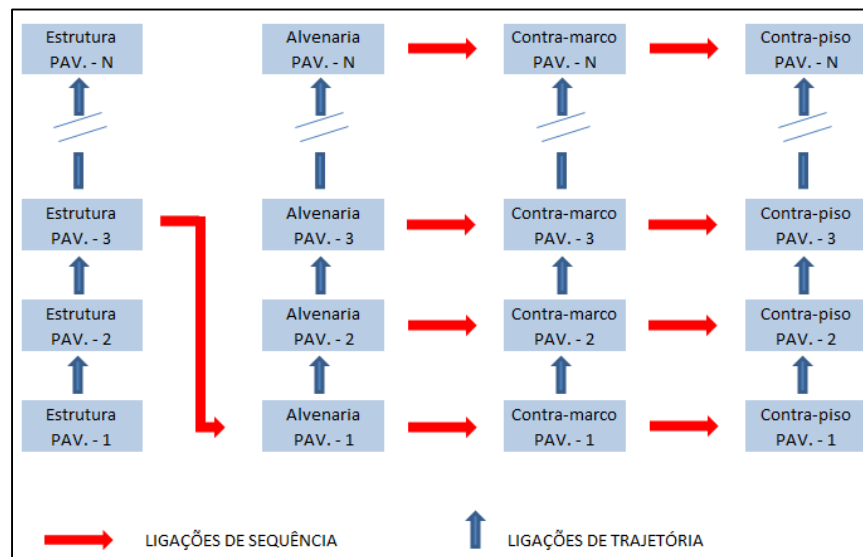 Estrutura
PAV. - N
Alvenaria
PAV. - N
Contra-marco
PAV. - N
Contra-piso
PAV. - N
Estrutura
PAV. - 3
Alvenaria
PAV. - 3
Contra-marco
PAV. - 3
Contra-piso
PAV. - 3
Estrutura
PAV. - 2
Alvenaria
PAV. - 2
Contra-marco
PAV. - 2
Contra-piso
PAV. - 2
Estrutura
PAV. - 1
Alvenaria
PAV. - 1
Contra-marco
PAV. - 1
Contra-piso
PAV. - 1
LIGAÇÕES DE SEQUÊNCIA
LIGAÇÕES DE TRAJETÓRIA